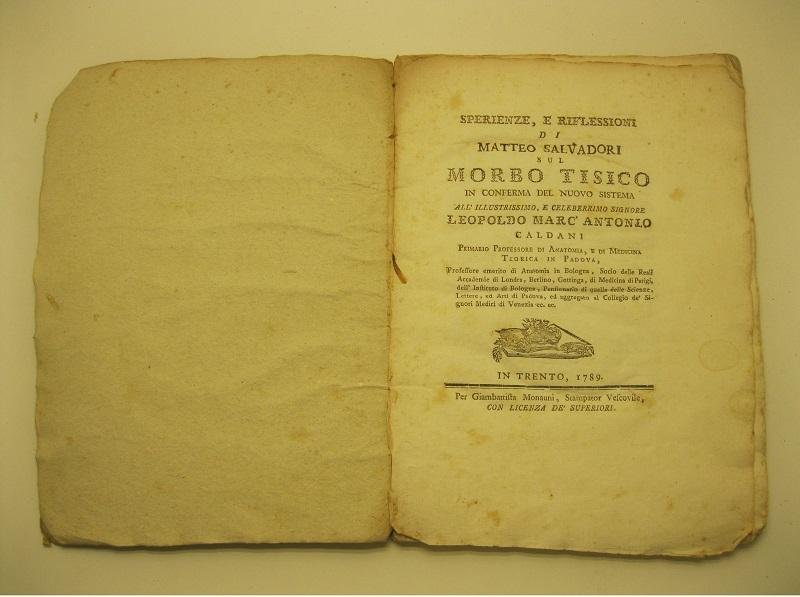 SPERIENZE, E RIFLESSIONI
DI
MATTEO SALVADORI
SUL
MORBO TISICO
IN CONFERMA DEL NUOVO SISTEMA
ALL' ILLUSTRISSIMO, E CELEBERRIMO SIGNORE
LEOPOLDO MARC' ANTONIO
CALDANI
PRIMARIO PROFESSORE DI ANATOMIA, E DI MEDICINA
TEORICA IN PADOVA,
Professore emerito di Anatomia in Bologna, Socio delle Reali
Accademie di Londra, Berlino, Gottinga, di Medicina di Parigi,
dell' Instituto di Bologna, Pensionario di quella delle Scienze,
Lettere, ed Arti di Padova, ed aggregato al Collegio de' Si-
gnori Medici di Venezia ec. ec.
IN TRENTO, 1789.
Per Giambattista Monauni, Stampator Vescovile,
CON LICENZA DE' SUPERIORI.